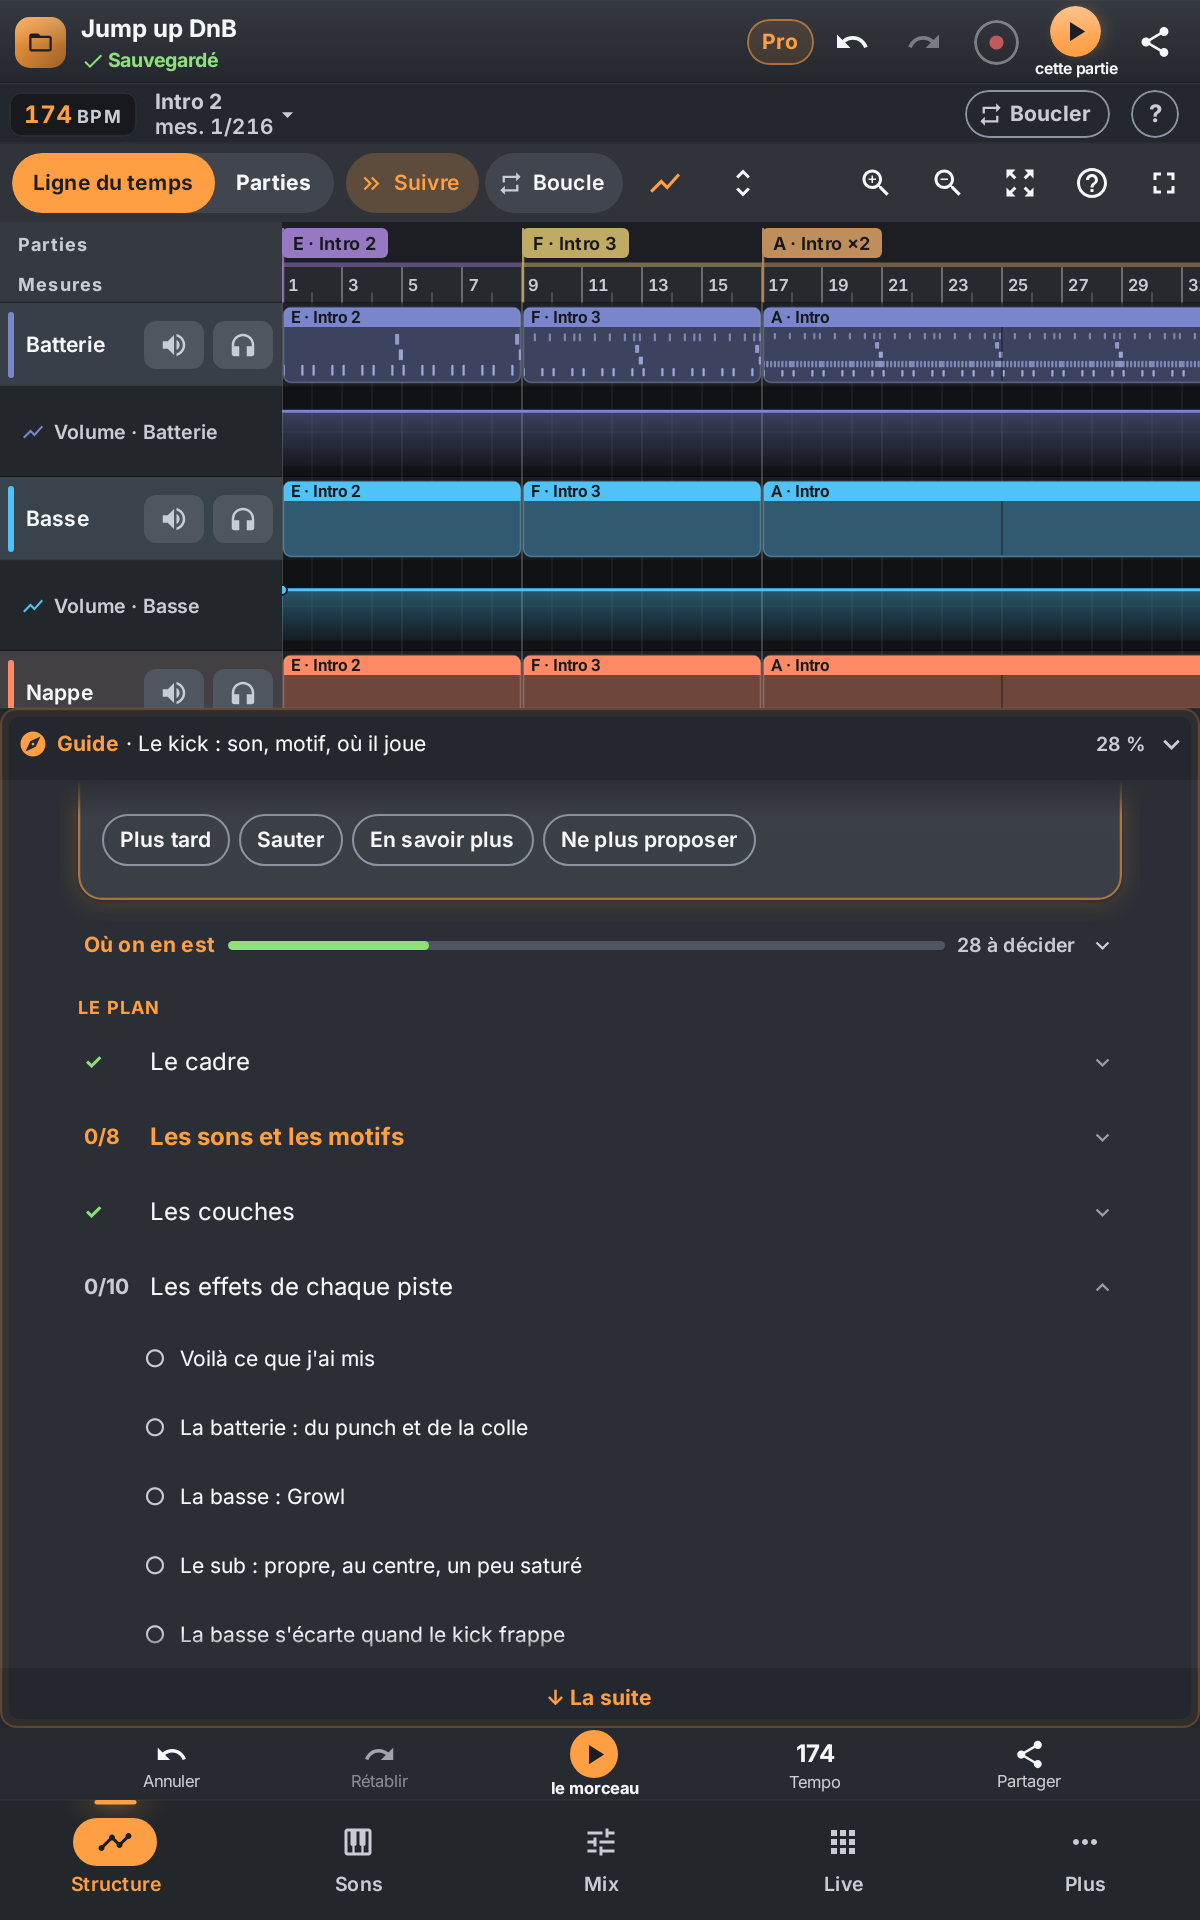 Jump up DnB
Sauvegardé
Pro
cette partie
174 BPM
Intro 2
mes. 1/216
Boucler
?
Ligne du temps
Parties
Suivre
Boucle
Parties
E · Intro 2
F · Intro 3
A · Intro ×2
Mesures
1 3 5 7 9 11 13 15 17 19 21 23 25 27 29
Batterie
E · Intro 2
F · Intro 3
A · Intro
Volume · Batterie
Basse
E · Intro 2
F · Intro 3
A · Intro
Volume · Basse
Nappe
E · Intro 2
F · Intro 3
A · Intro
Guide · Le kick : son, motif, où il joue
28 %
Plus tard
Sauter
En savoir plus
Ne plus proposer
Où on en est
28 à décider
LE PLAN
Le cadre
0/8 Les sons et les motifs
Les couches
0/10 Les effets de chaque piste
Voilà ce que j'ai mis
La batterie : du punch et de la colle
La basse : Growl
Le sub : propre, au centre, un peu saturé
La basse s'écarte quand le kick frappe
La suite
Annuler
Rétablir
le morceau
174
Tempo
Partager
Structure
Sons
Mix
Live
Plus